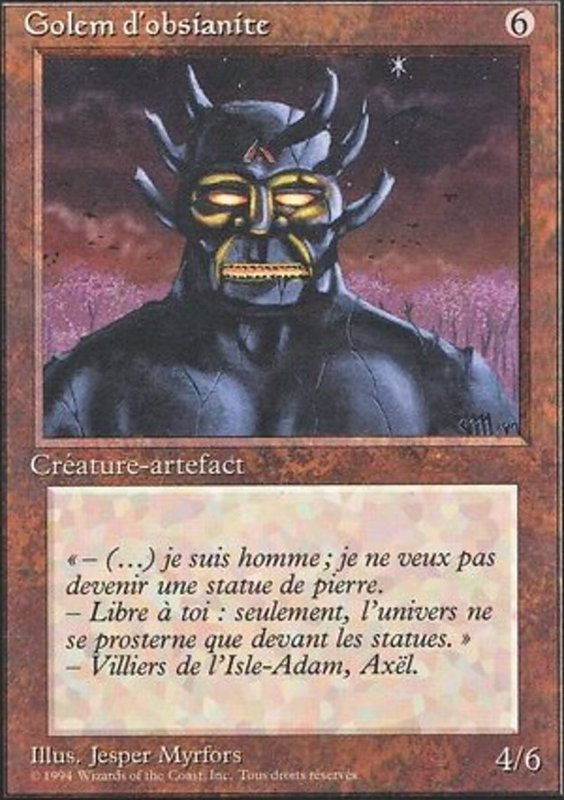 Golem d'obsianite 6
Créature-artefact
« – (...) je suis homme ; je ne veux pas
devenir une statue de pierre.
– Libre à toi : seulement, l'univers ne
se prosterne que devant les statues. »
– Villiers de l'Isle-Adam, Axël.
Illus. Jesper Myrfors
4/6
© 1994 Wizards of the Coast, Inc. Tous droits réservés.